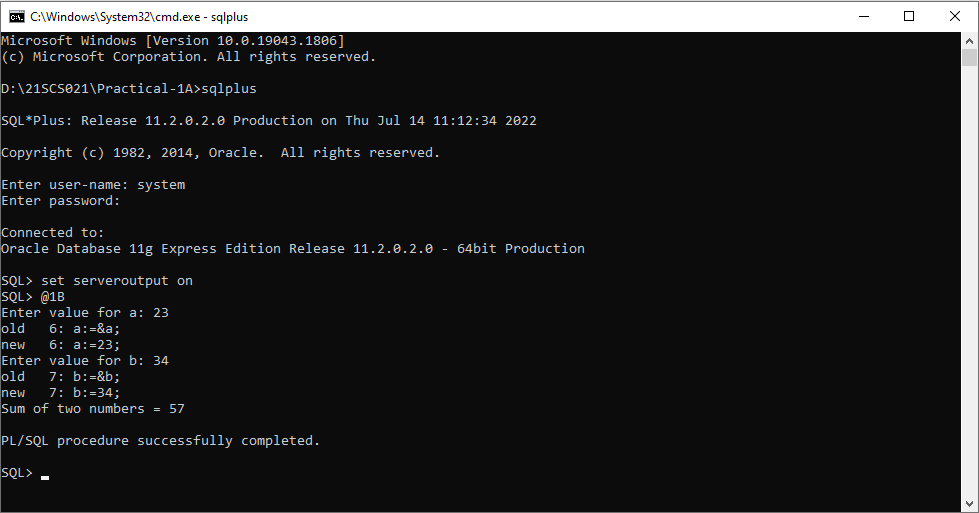 C:\Windows\System32\cmd.exe - sqlplus
Microsoft Windows [Version 10.0.19043.1806]
(c) Microsoft Corporation. All rights reserved.
D:\21SCS021\Practical-1A>sqlplus
SQL*Plus: Release 11.2.0.2.0 Production on Thu Jul 14 11:12:34 2022
Copyright (c) 1982, 2014, Oracle.  All rights reserved.
Enter user-name: system
Enter password:
Connected to:
Oracle Database 11g Express Edition Release 11.2.0.2.0 - 64bit Production
SQL> set serveroutput on
SQL> @1B
Enter value for a: 23
old   6: a:=&a;
new   6: a:=23;
Enter value for b: 34
old   7: b:=&b;
new   7: b:=34;
Sum of two numbers = 57
PL/SQL procedure successfully completed.
SQL>